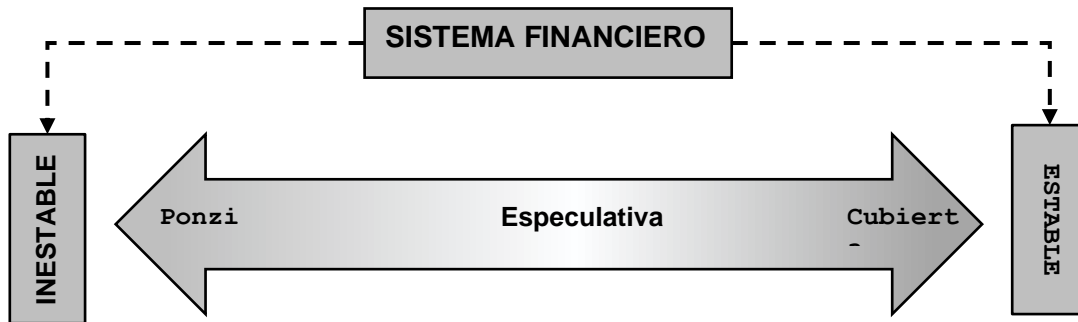 SISTEMA FINANCIERO
INESTABLE
Ponzi
Especulativa
Cubiert
ESTABLE